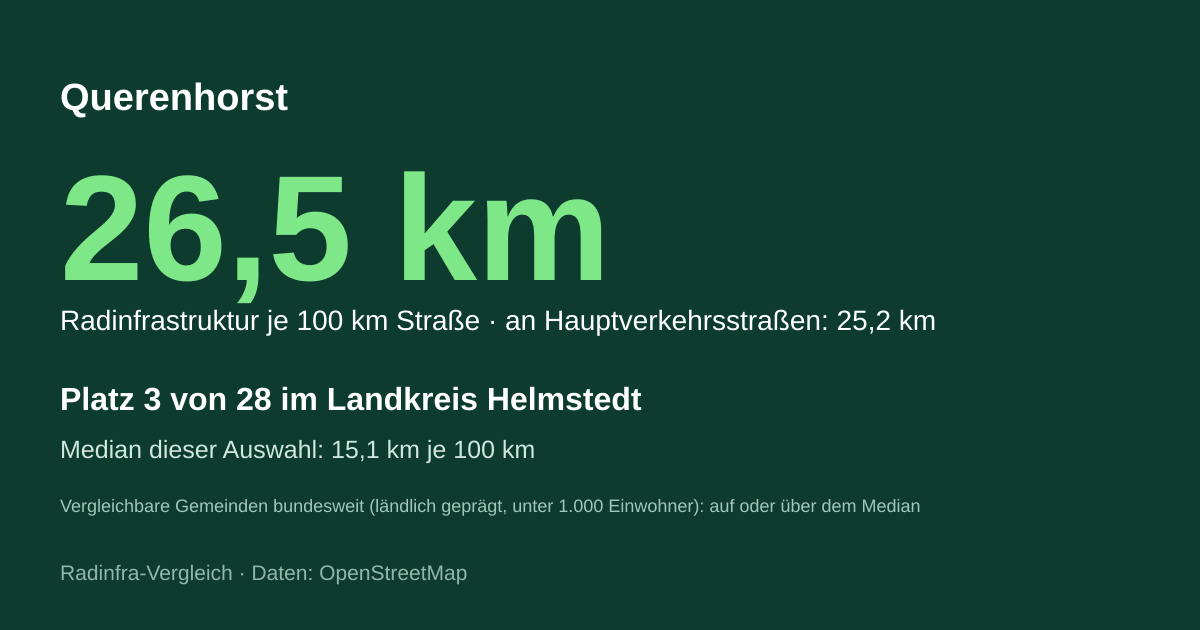 Querenhorst
26,5 km
Radinfrastruktur je 100 km Straße · an Hauptverkehrsstraßen: 25,2 km
Platz 3 von 28 im Landkreis Helmstedt
Median dieser Auswahl: 15,1 km je 100 km
Vergleichbare Gemeinden bundesweit (ländlich geprägt, unter 1.000 Einwohner): auf oder über dem Median
Radinfra-Vergleich · Daten: OpenStreetMap